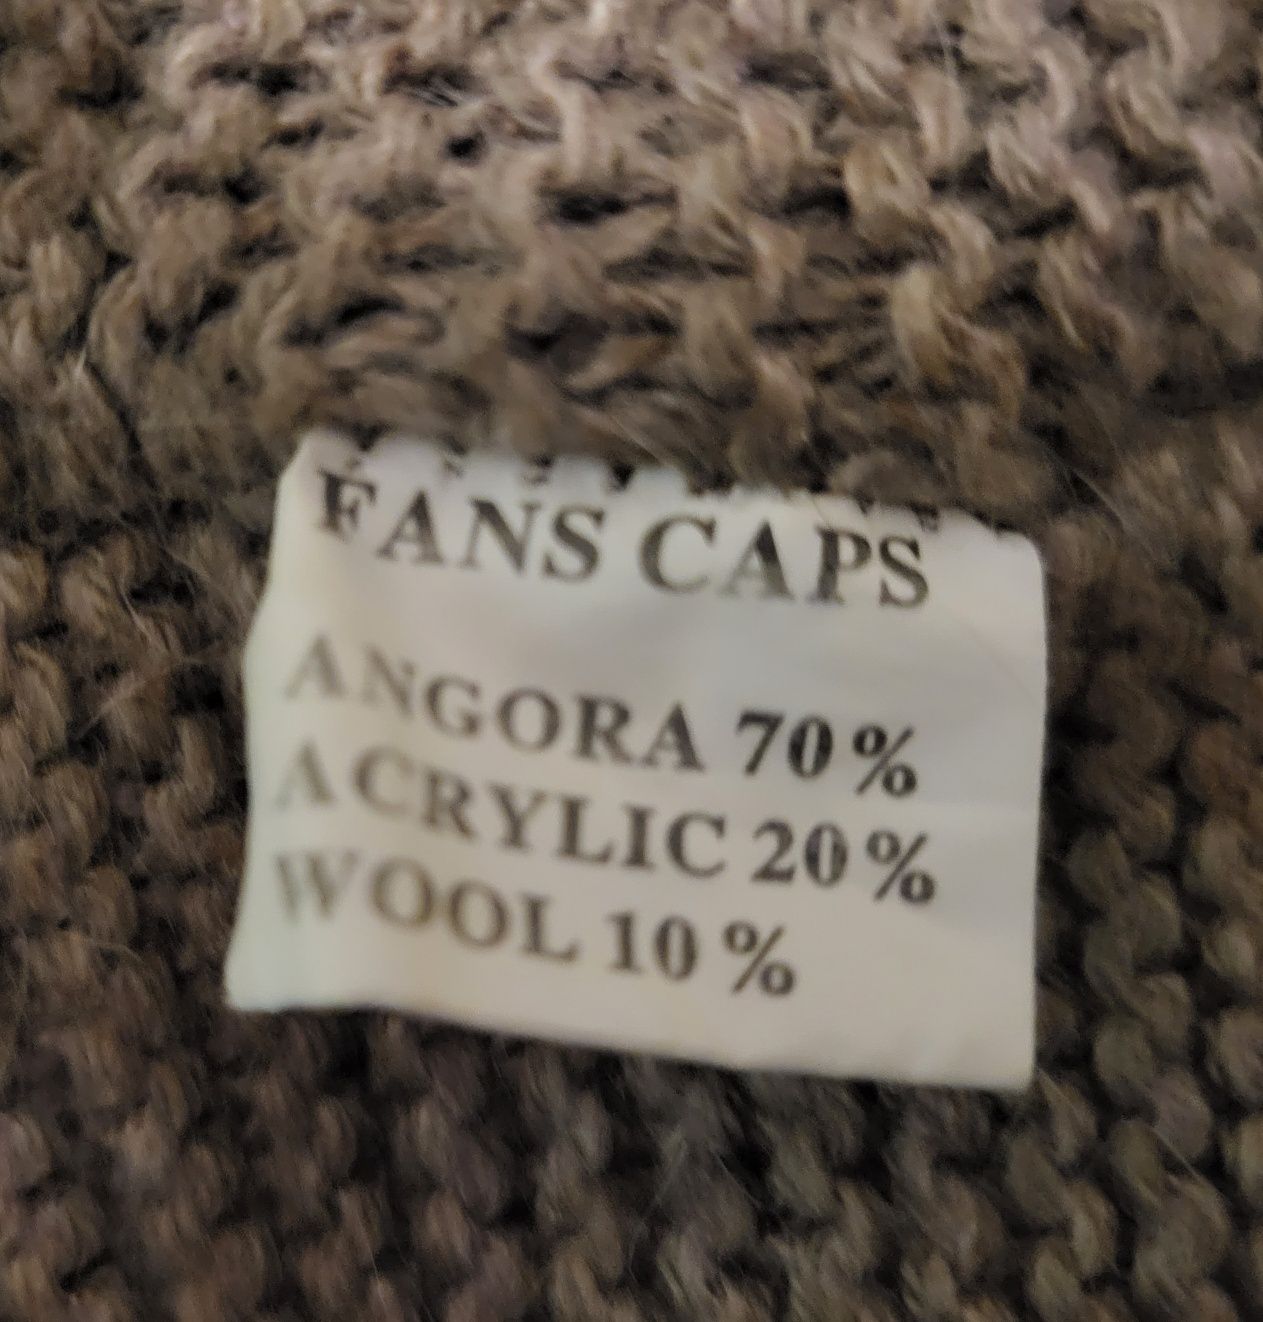 FANS CAPS
ANGORA 70%
ACRYLIC 20%
WOOL 10%